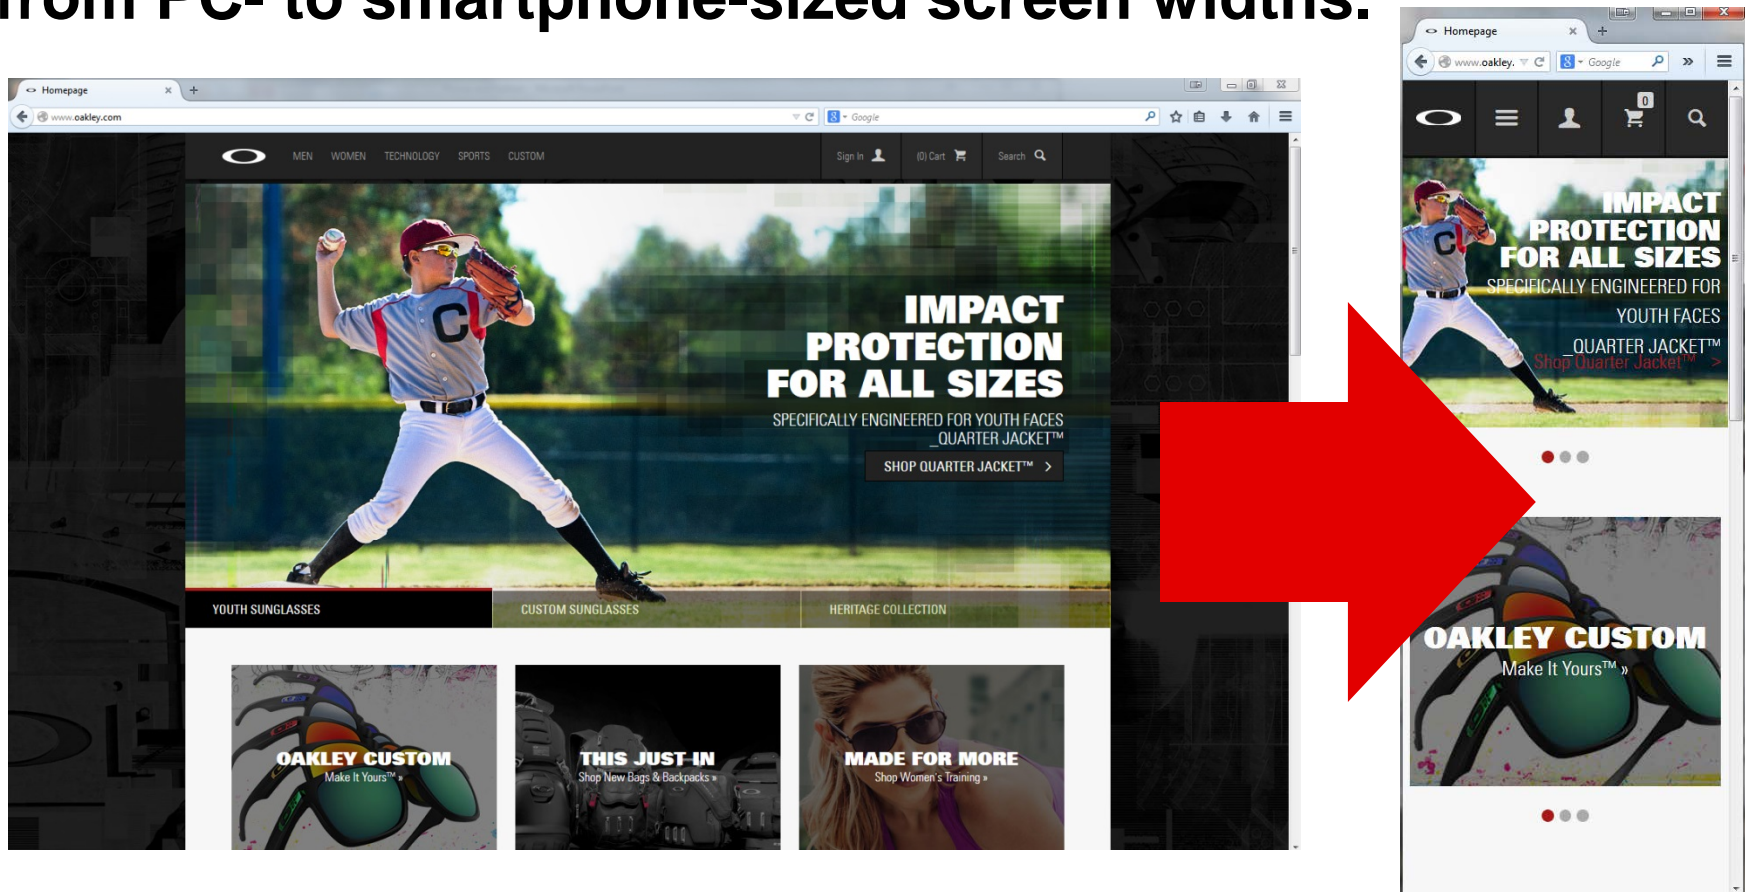 from PC- to smartphone-sized screen widths.
Homepage
www.oakley.com
Google
MEN WOMEN TECHNOLOGY SPORTS CUSTOM
Sign In
(0) Cart
Search
C
IMPACT
PROTECTION
FOR ALL SIZES
SPECIFICALLY ENGINEERED FOR YOUTH FACES
_QUARTER JACKET™
SHOP QUARTER JACKET™ >
YOUTH SUNGLASSES
CUSTOM SUNGLASSES
HERITAGE COLLECTION
OAKLEY CUSTOM
Make It Yours™ »
THIS JUST IN
Shop New Bags & Backpacks »
MADE FOR MORE
Shop Women's Training »
Homepage
www.oakley.
Google
0
C
IMPACT
PROTECTION
FOR ALL SIZES
SPECIFICALLY ENGINEERED FOR
YOUTH FACES
_QUARTER JACKET™
Shop Quarter Jacket™ >
OAKLEY CUSTOM
Make It Yours™ »